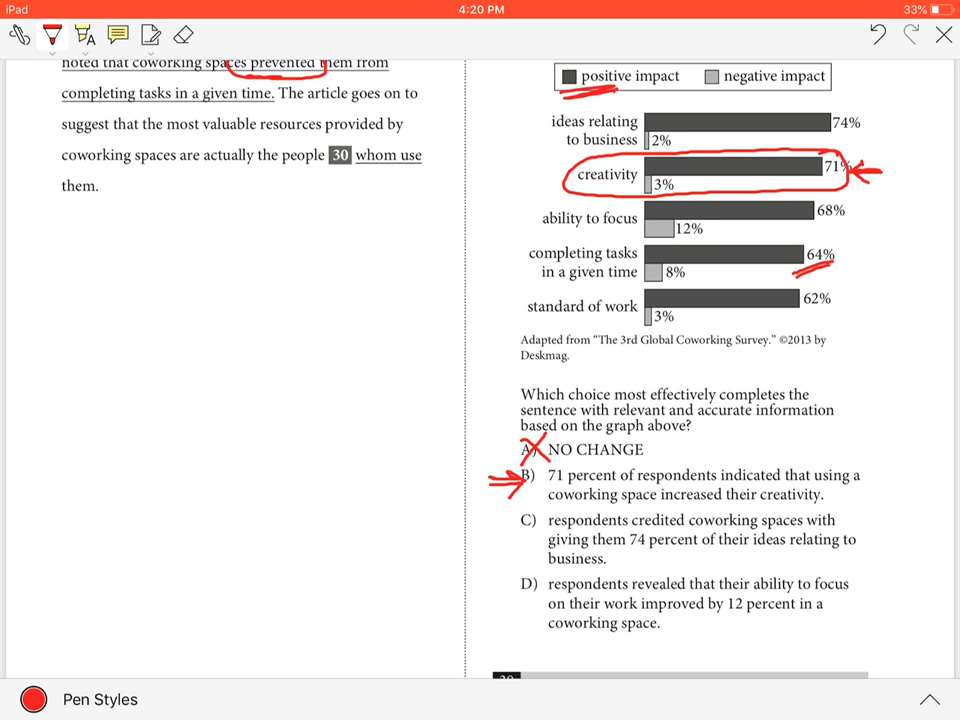 iPad
4:20 PM
33%
noted that coworking spaces prevented them from
completing tasks in a given time. The article goes on to
suggest that the most valuable resources provided by
coworking spaces are actually the people 30 whom use
them.
positive impact negative impact
ideas relating to business 74% 2%
creativity 71% 3%
ability to focus 68% 12%
completing tasks in a given time 64% 8%
standard of work 62% 3%
Adapted from “The 3rd Global Coworking Survey.” ©2013 by
Deskmag.
Which choice most effectively completes the
sentence with relevant and accurate information
based on the graph above?
A) NO CHANGE
B) 71 percent of respondents indicated that using a
coworking space increased their creativity.
C) respondents credited coworking spaces with
giving them 74 percent of their ideas relating to
business.
D) respondents revealed that their ability to focus
on their work improved by 12 percent in a
coworking space.
Pen Styles